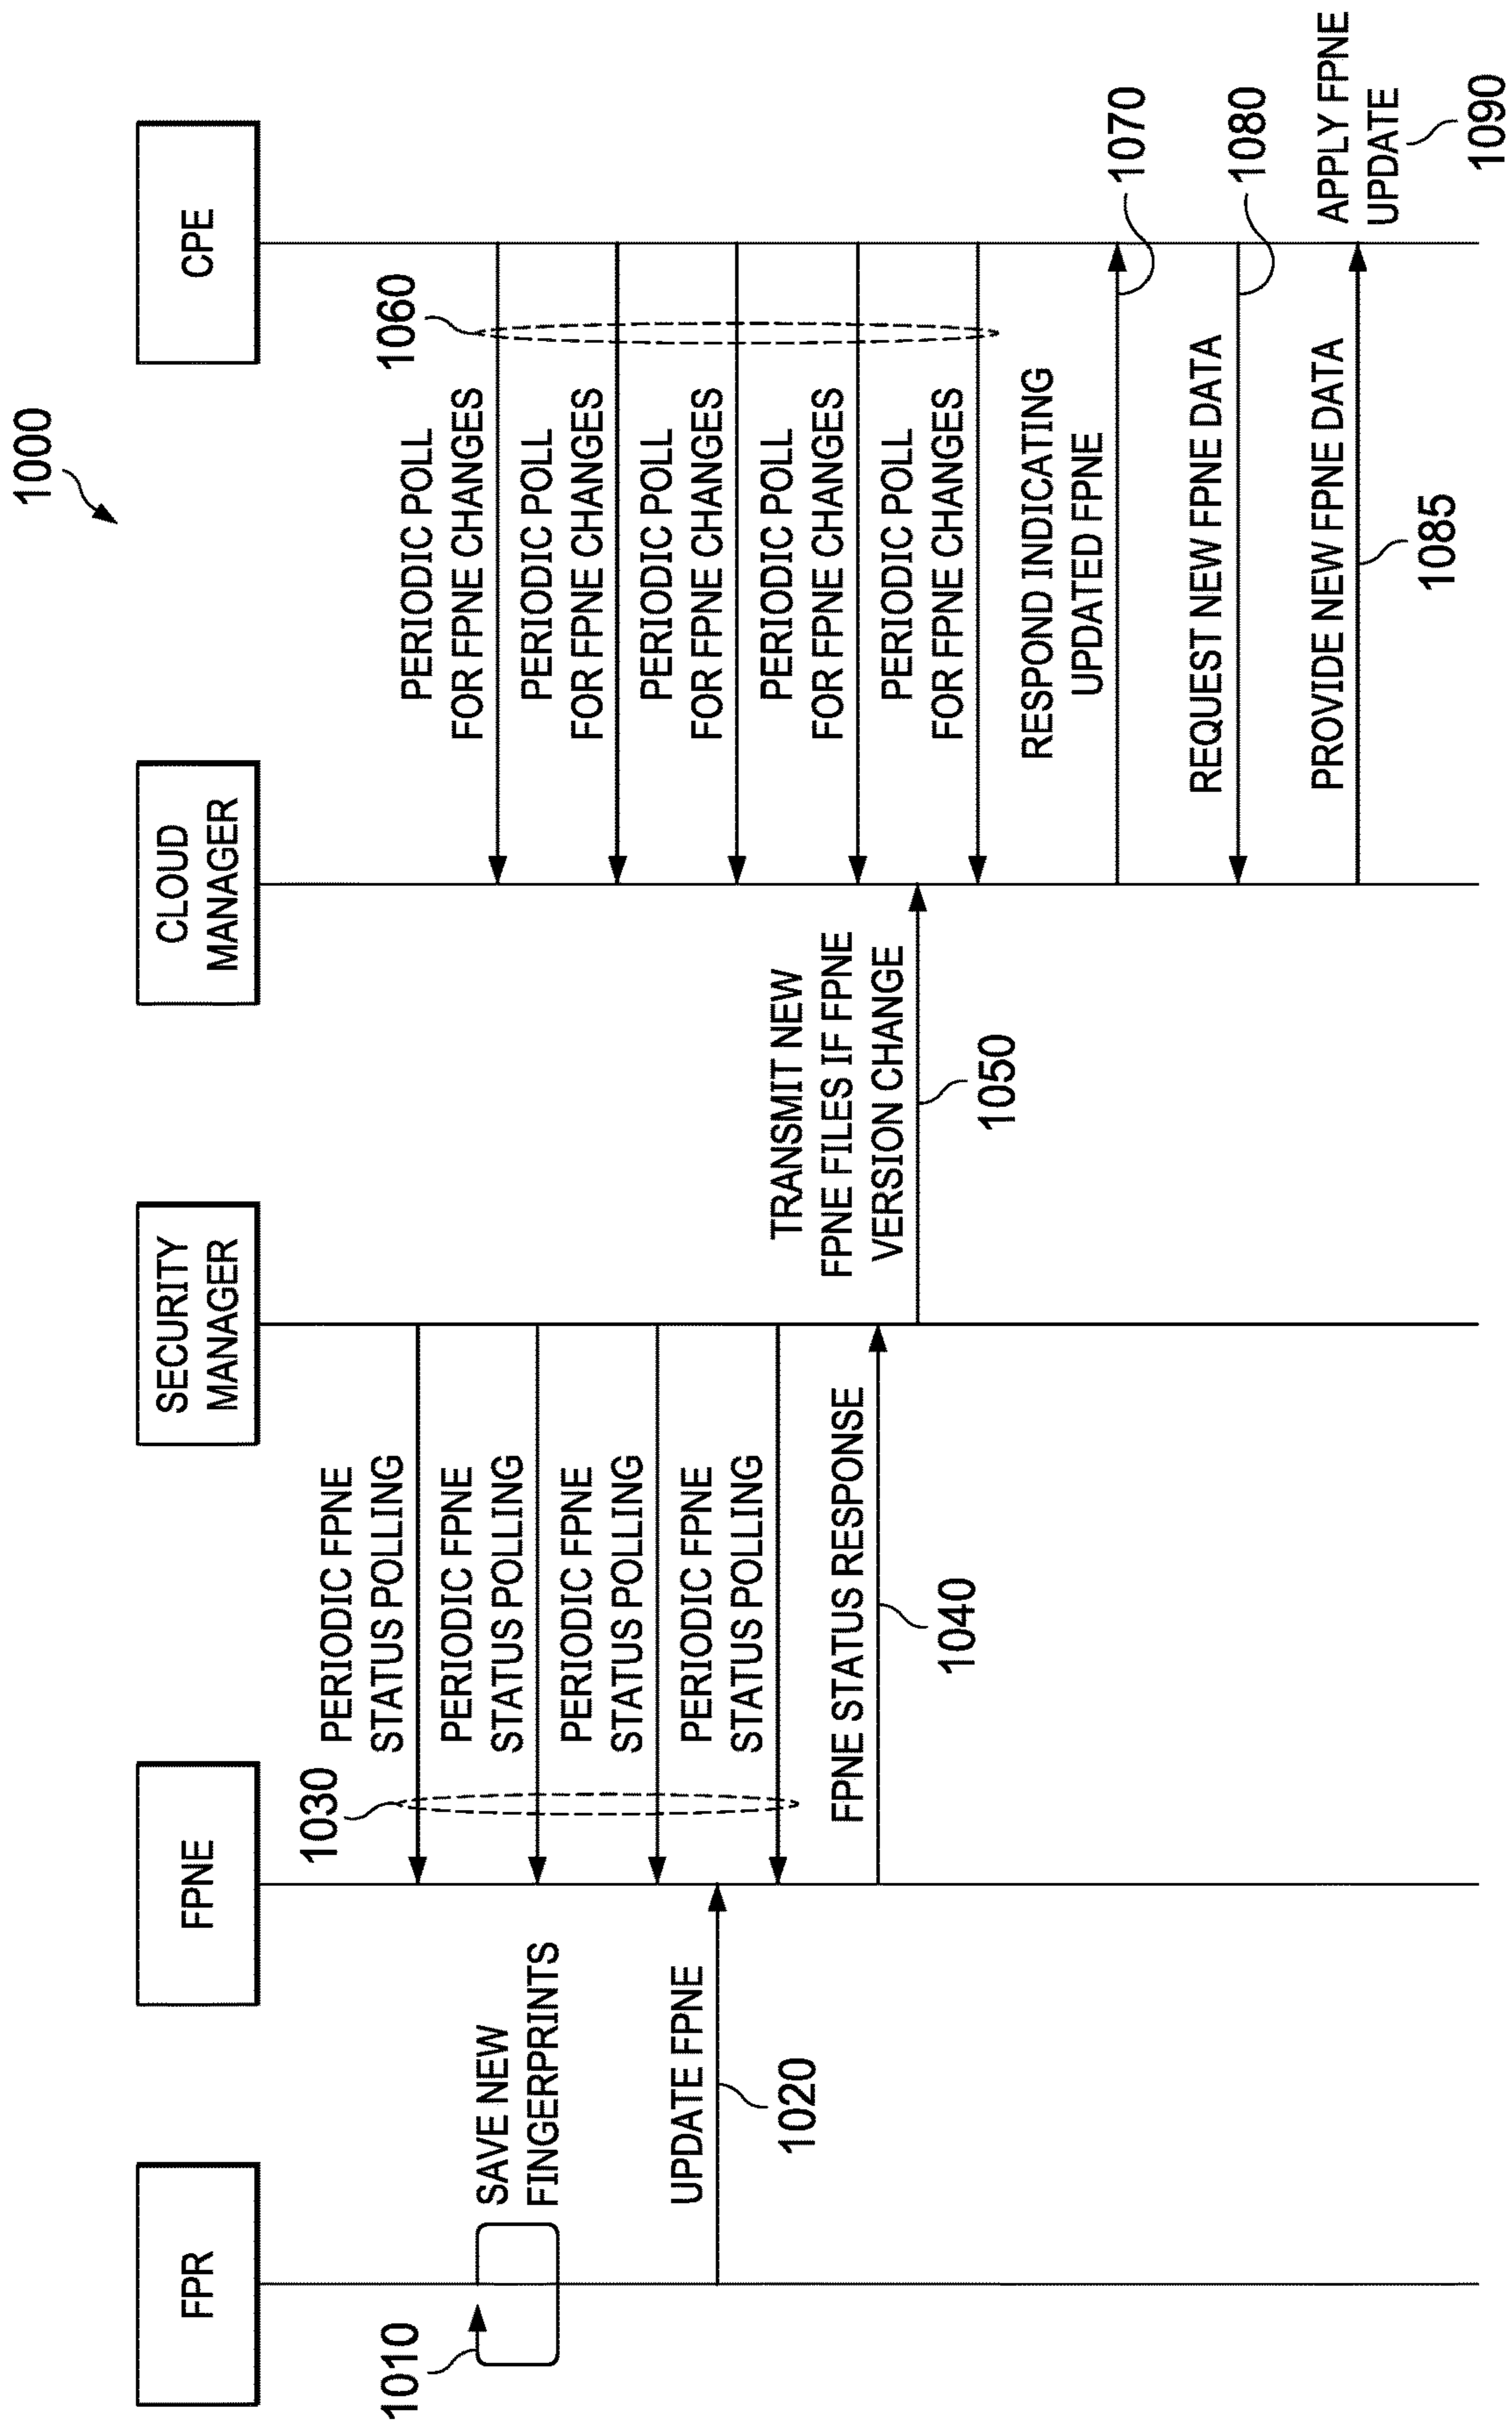 1000
FPR
FPNE
SECURITY
MANAGER
CLOUD
MANAGER
CPE
1010
SAVE NEW
FINGERPRINTS
UPDATE FPNE
1020
1030
PERIODIC FPNE
STATUS POLLING
PERIODIC FPNE
STATUS POLLING
PERIODIC FPNE
STATUS POLLING
PERIODIC FPNE
STATUS POLLING
FPNE STATUS RESPONSE
1040
TRANSMIT NEW
FPNE FILES IF FPNE
VERSION CHANGE
1050
1060
PERIODIC POLL
FOR FPNE CHANGES
PERIODIC POLL
FOR FPNE CHANGES
PERIODIC POLL
FOR FPNE CHANGES
PERIODIC POLL
FOR FPNE CHANGES
PERIODIC POLL
FOR FPNE CHANGES
RESPOND INDICATING
UPDATED FPNE
1070
REQUEST NEW FPNE DATA
1080
PROVIDE NEW FPNE DATA
1085
APPLY FPNE
UPDATE
1090